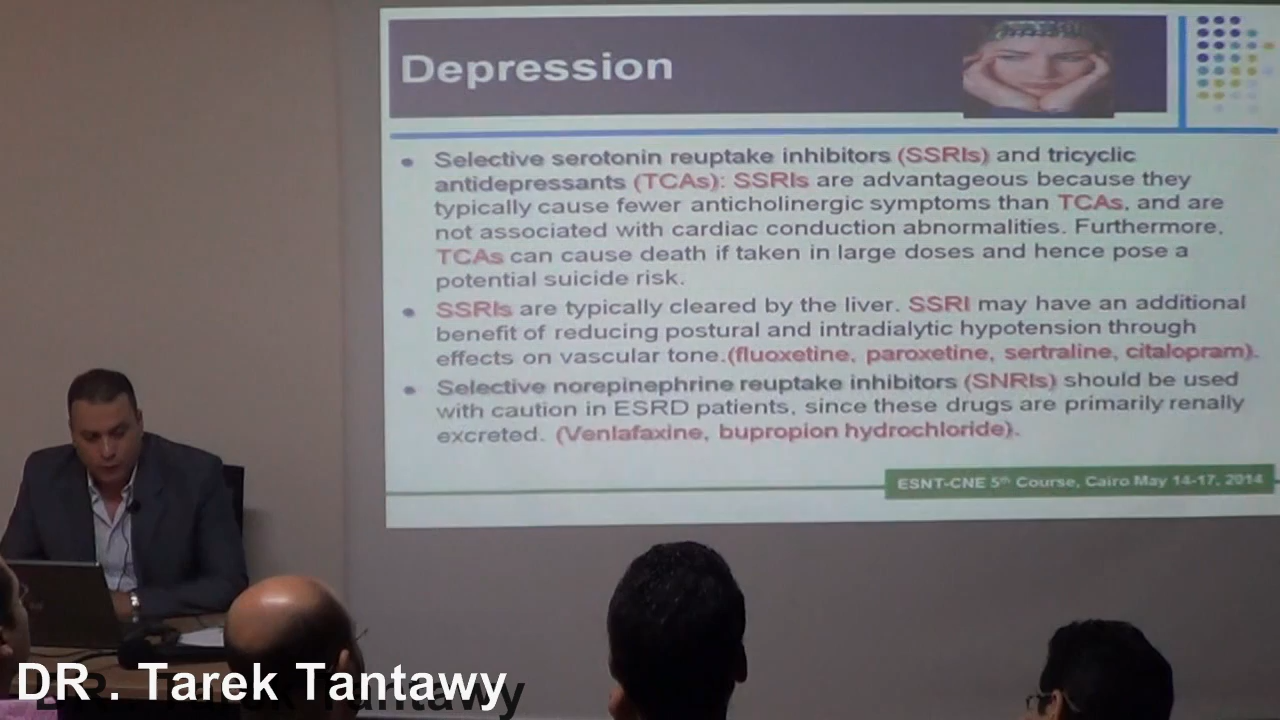 Depression
Selective serotonin reuptake inhibitors (SSRIs) and tricyclic
antidepressants (TCAs): SSRIs are advantageous because they
typically cause fewer anticholinergic symptoms than TCAs, and are
not associated with cardiac conduction abnormalities. Furthermore,
TCAs can cause death if taken in large doses and hence pose a
potential suicide risk.
SSRIs are typically cleared by the liver. SSRI may have an additional
benefit of reducing postural and intradialytic hypotension through
effects on vascular tone.(fluoxetine, paroxetine, sertraline, citalopram).
Selective norepinephrine reuptake inhibitors (SNRIs) should be used
with caution in ESRD patients, since these drugs are primarily renally
excreted. (Venlafaxine, bupropion hydrochloride).
ESNT-CNE 5th Course, Cairo May 14-17, 2014
DR . Tarek Tantawy